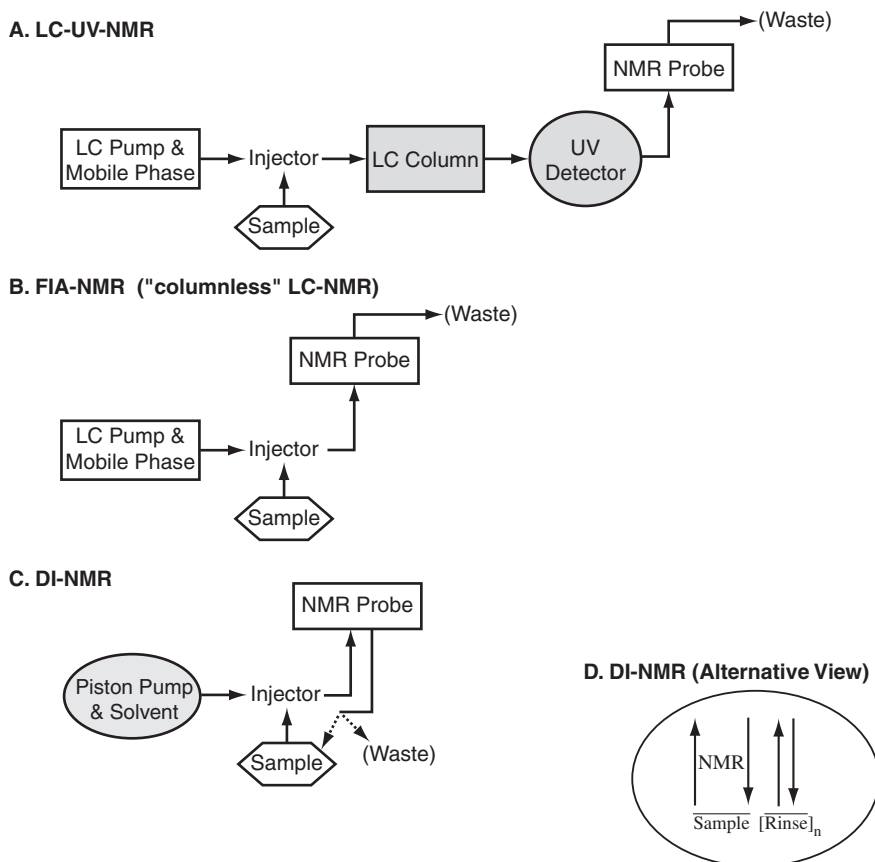 A. LC-UV-NMR
(Waste)
NMR Probe
LC Pump &
Mobile Phase
Injector
LC Column
UV
Detector
Sample
B. FIA-NMR ("columnless" LC-NMR)
(Waste)
NMR Probe
LC Pump &
Mobile Phase
Injector
Sample
C. DI-NMR
NMR Probe
Piston Pump
& Solvent
Injector
Sample
(Waste)
D. DI-NMR (Alternative View)
NMR
Sample [Rinse]n